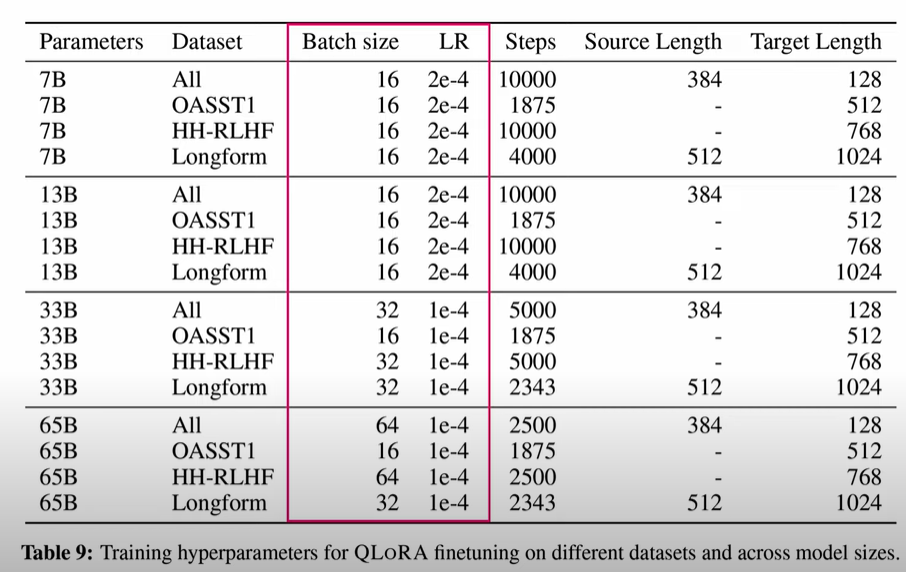 Parameters Dataset Batch size LR Steps Source Length Target Length
7B All 16 2e-4 10000 384 128
7B OASST1 16 2e-4 1875 - 512
7B HH-RLHF 16 2e-4 10000 - 768
7B Longform 16 2e-4 4000 512 1024
13B All 16 2e-4 10000 384 128
13B OASST1 16 2e-4 1875 - 512
13B HH-RLHF 16 2e-4 10000 - 768
13B Longform 16 2e-4 4000 512 1024
33B All 32 1e-4 5000 384 128
33B OASST1 16 1e-4 1875 - 512
33B HH-RLHF 32 1e-4 5000 - 768
33B Longform 32 1e-4 2343 512 1024
65B All 64 1e-4 2500 384 128
65B OASST1 16 1e-4 1875 - 512
65B HH-RLHF 64 1e-4 2500 - 768
65B Longform 32 1e-4 2343 512 1024
Table 9: Training hyperparameters for QLORA finetuning on different datasets and across model sizes.